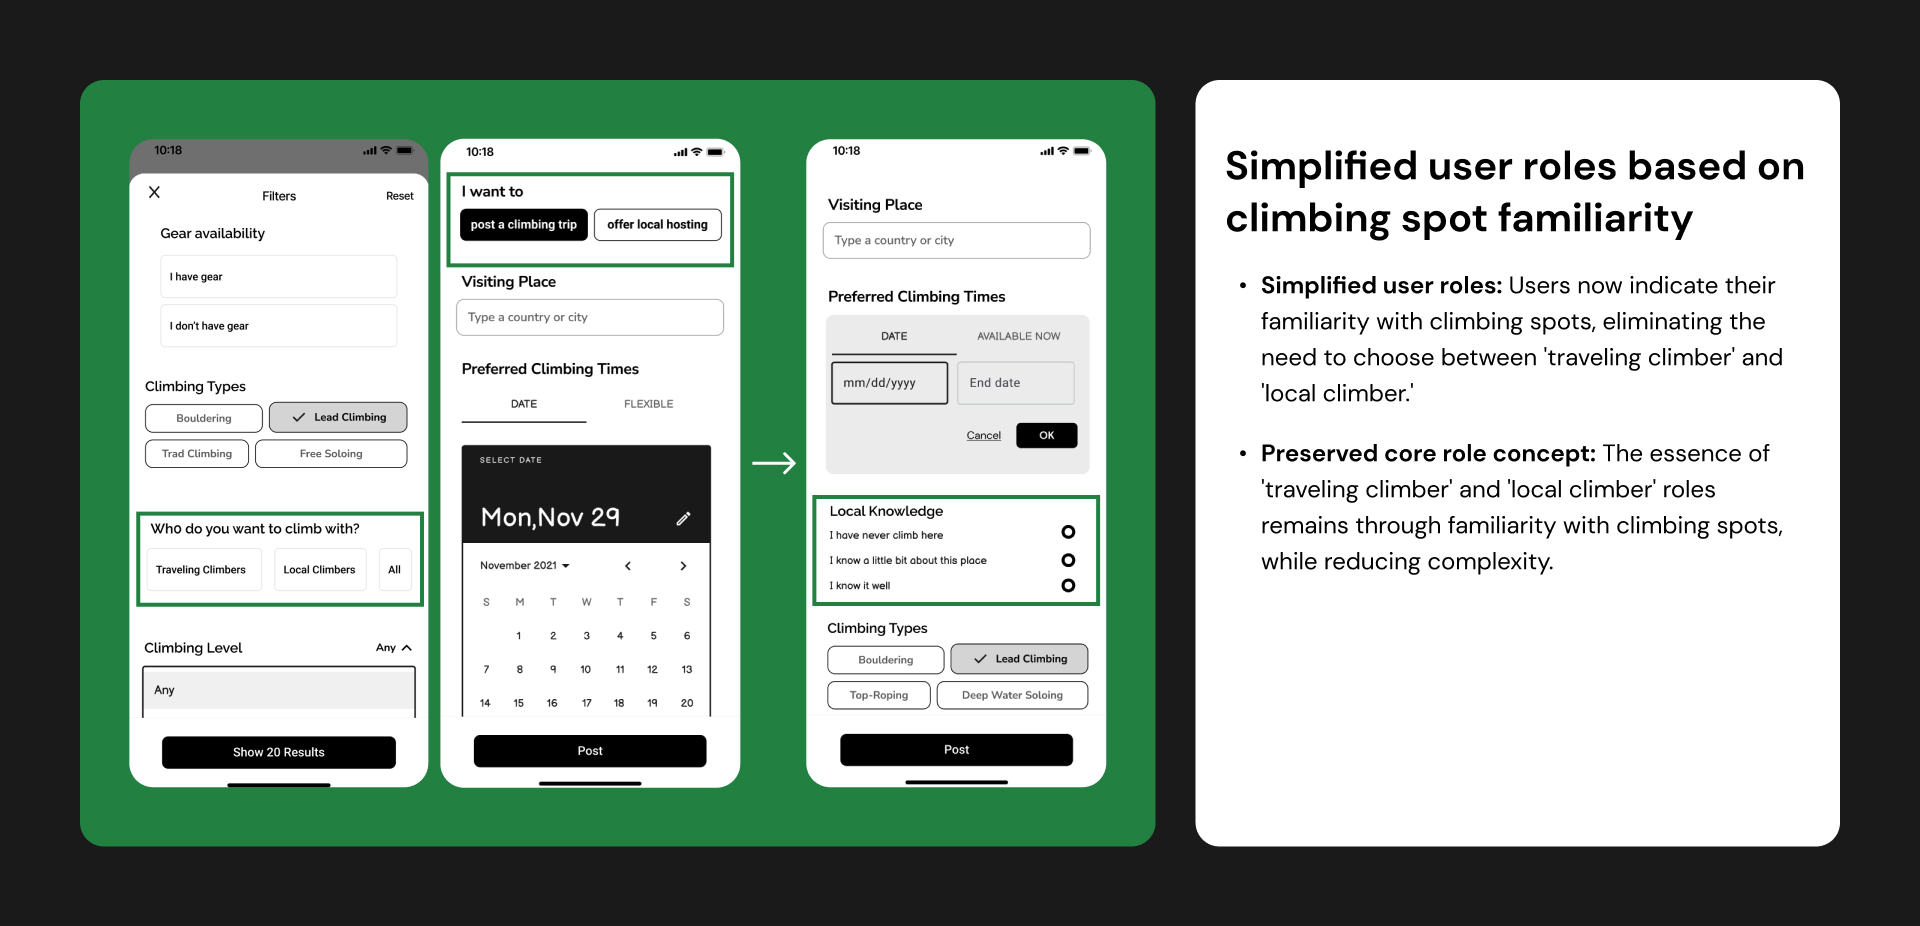 10:18
Filters
Reset
Gear availability
I have gear
I don't have gear
Climbing Types
Bouldering
Lead Climbing
Trad Climbing
Free Soloing
Who do you want to climb with?
Traveling Climbers
Local Climbers
All
Climbing Level
Any
Any
Show 20 Results
10:18
I want to
post a climbing trip
offer local hosting
Visiting Place
Type a country or city
Preferred Climbing Times
DATE
FLEXIBLE
SELECT DATE
Mon,Nov 29
November 2021
S M T W T F S
1 2 3 4 5 6
7 8 9 10 11 12 13
14 15 16 17 18 19 20
Post
10:18
Visiting Place
Type a country or city
Preferred Climbing Times
DATE
AVAILABLE NOW
mm/dd/yyyy
End date
Cancel
OK
Local Knowledge
I have never climb here
I know a little bit about this place
I know it well
Climbing Types
Bouldering
Lead Climbing
Top-Roping
Deep Water Soloing
Post
Simplified user roles based on
climbing spot familiarity
• Simplified user roles: Users now indicate their
familiarity with climbing spots, eliminating the
need to choose between 'traveling climber' and
'local climber.'
• Preserved core role concept: The essence of
'traveling climber' and 'local climber' roles
remains through familiarity with climbing spots,
while reducing complexity.